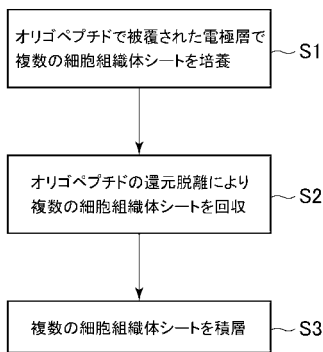 オリゴペプチドで被覆された電極層で
複数の細胞組織体シートを培養
S1
オリゴペプチドの還元脱離により
複数の細胞組織体シートを回収
S2
複数の細胞組織体シートを積層
S3